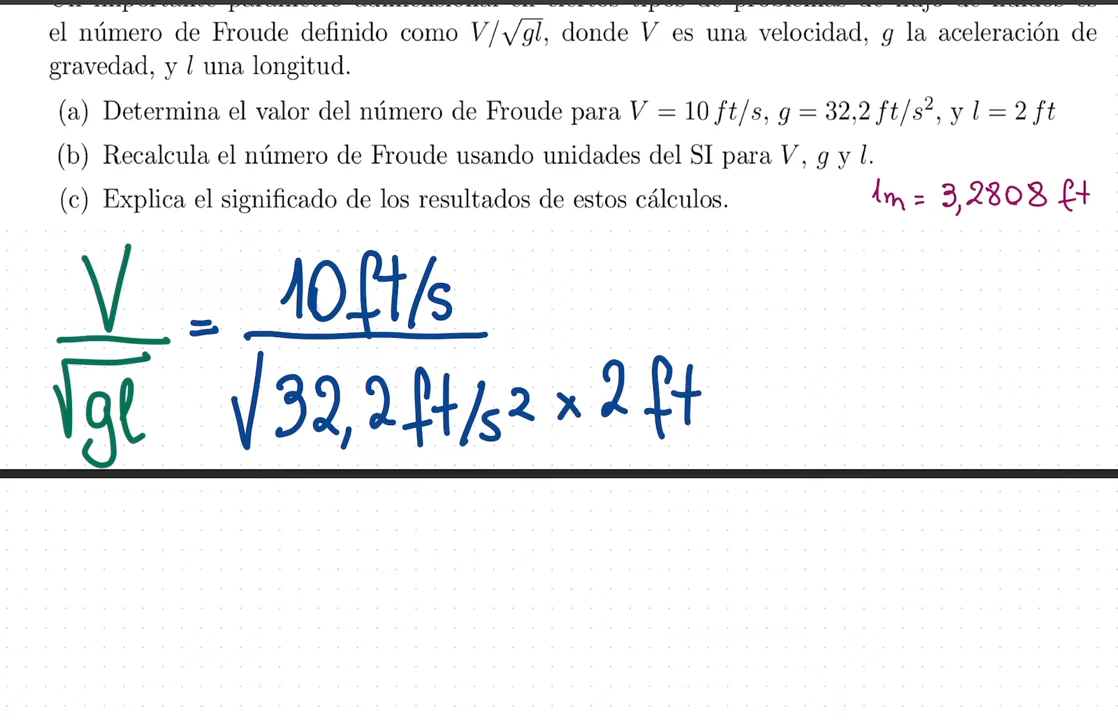 el número de Froude definido como V/√gl, donde V es una velocidad, g la aceleración de
gravedad, y l una longitud.
(a) Determina el valor del número de Froude para V = 10 ft/s, g = 32,2 ft/s², y l = 2 ft
(b) Recalcula el número de Froude usando unidades del SI para V, g y l.
(c) Explica el significado de los resultados de estos cálculos.
1m = 3,2808 ft
V/√gl = 10ft/s / √32,2ft/s² x 2 ft